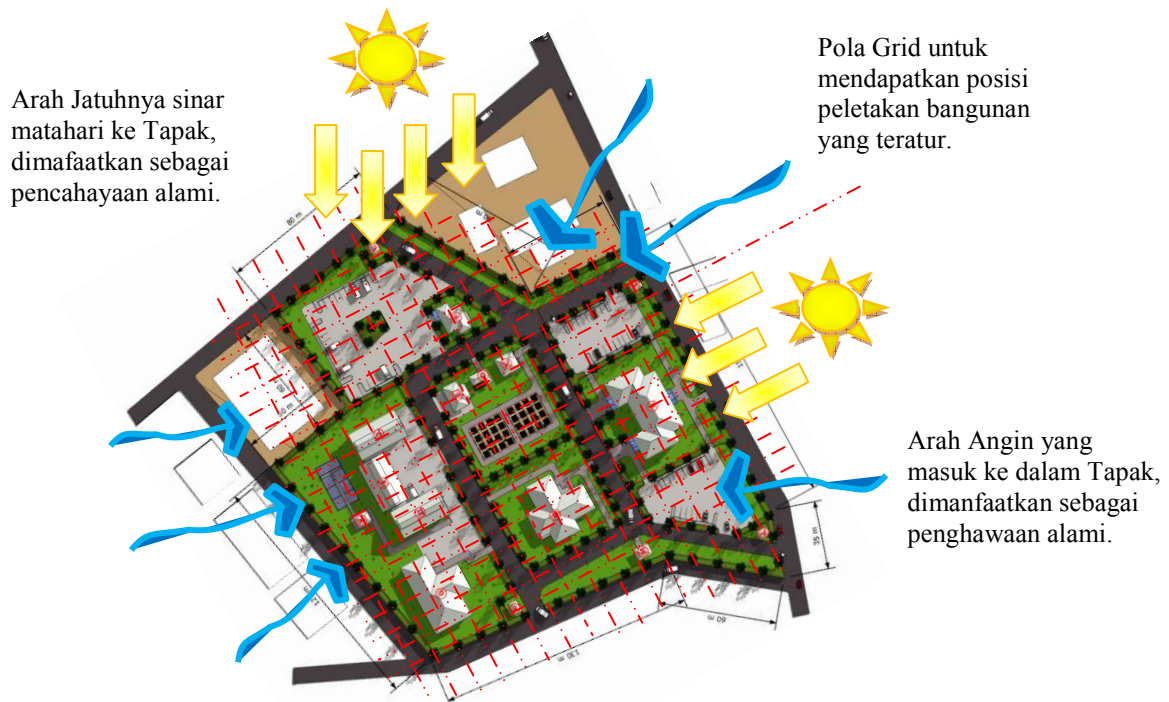 Arah Jatuhnya sinar
matahari ke Tapak,
dimafaatkan sebagai
pencahayaan alami.
Pola Grid untuk
mendapatkan posisi
peletakan bangunan
yang teratur.
Arah Angin yang
masuk ke dalam Tapak,
dimanfaatkan sebagai
penghawaan alami.
80 m
35 m
60 m
130 m